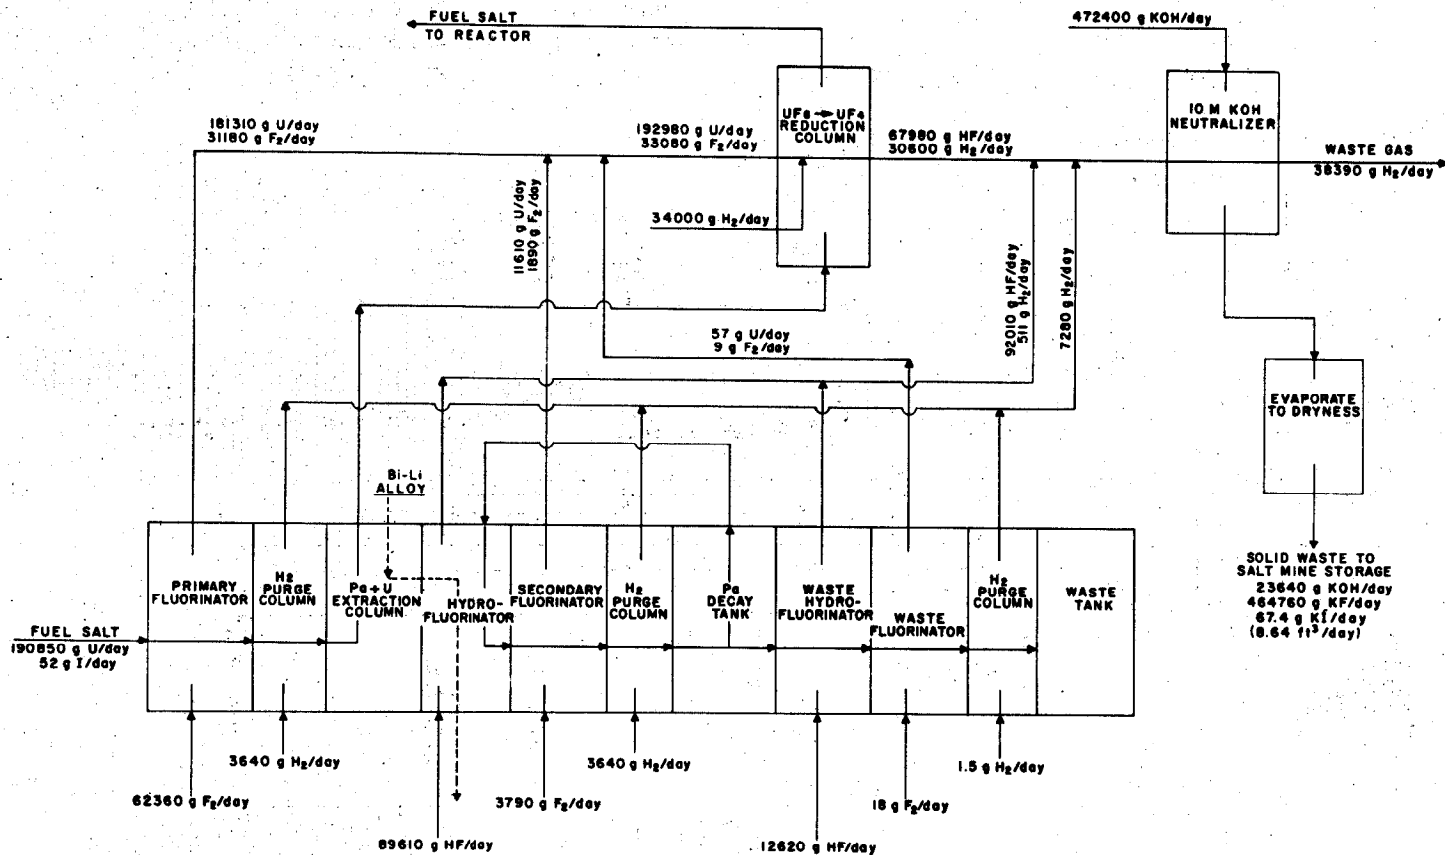 FUEL SALT
TO REACTOR
472400 g KOH/day
181310 g U/day
31180 g F2/day
192980 g U/day
33080 g F2/day
UF6 → UF4
REDUCTION
COLUMN
67980 g HF/day
30600 g H2/day
10 M KOH
NEUTRALIZER
WASTE GAS
38390 g H2/day
34000 g H2/day
11610 g U/day
1890 g F2/day
92010 g HF/day
511 g H2/day
7280 g H2/day
57 g U/day
9 g F2/day
EVAPORATE
TO DRYNESS
Bi-Li
ALLOY
PRIMARY
FLUORINATOR
H2
PURGE
COLUMN
Pa+U
EXTRACTION
COLUMN
HYDRO-
FLUORINATOR
SECONDARY
FLUORINATOR
H2
PURGE
COLUMN
Pa
DECAY
TANK
WASTE
HYDRO-
FLUORINATOR
WASTE
FLUORINATOR
H2
PURGE
COLUMN
WASTE
TANK
SOLID WASTE TO
SALT MINE STORAGE
23640 g KOH/day
464760 g KF/day
67.4 g KI/day
(8.64 ft3/day)
FUEL SALT
190850 g U/day
52 g I/day
3640 g H2/day
3640 g H2/day
1.5 g H2/day
62360 g F2/day
3790 g F2/day
18 g F2/day
89610 g HF/day
12620 g HF/day